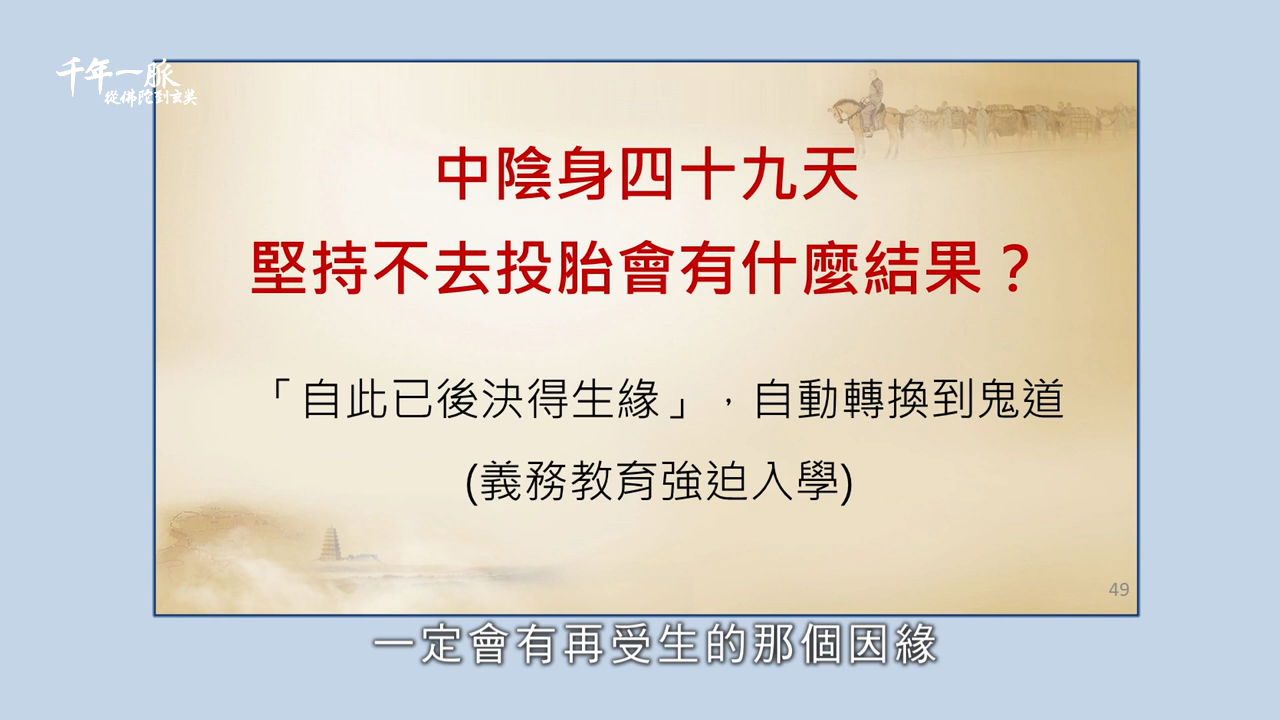 千年一脈
從佛陀到玄奘
中陰身四十九天
堅持不去投胎會有什麼結果？
「自此已後決得生緣」，自動轉換到鬼道
(義務教育強迫入學)
49
一定會有再受生的那個因緣